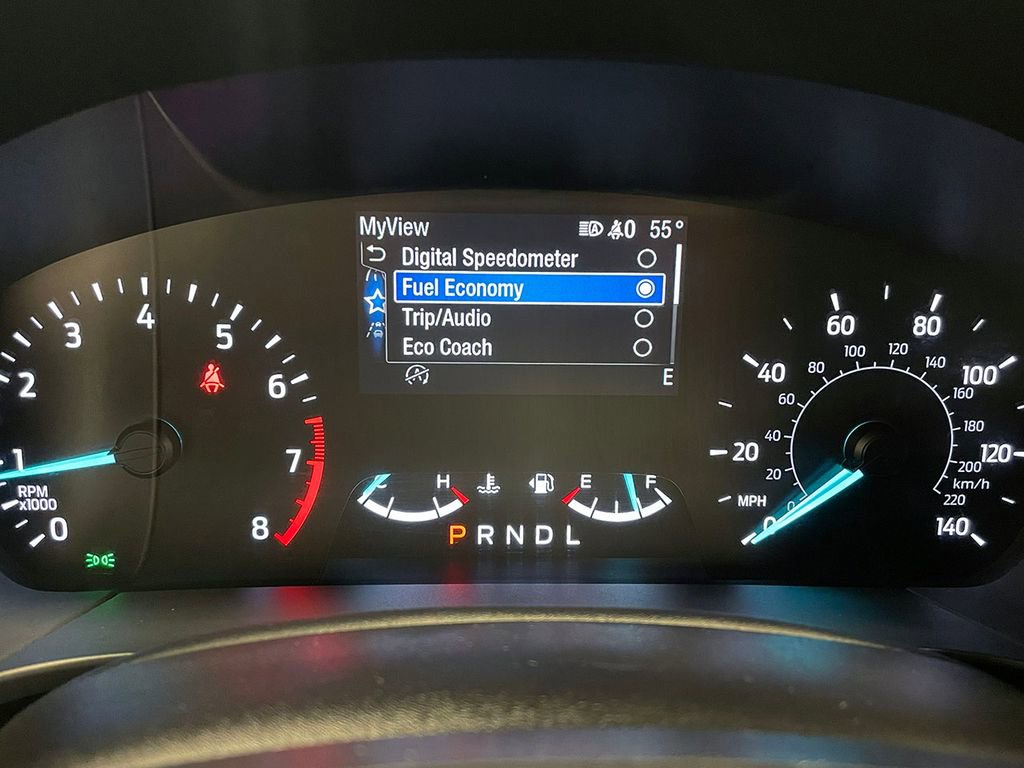 MyView
0 55°
Digital Speedometer
Fuel Economy
Trip/Audio
Eco Coach
E
0
1
2
3
4
5
6
7
8
RPM
x1000
C H
E F
P R N D L
0
20
40
60
80
100
120
140
MPH
0
20
40
60
80
100
120
140
160
180
200
220
km/h